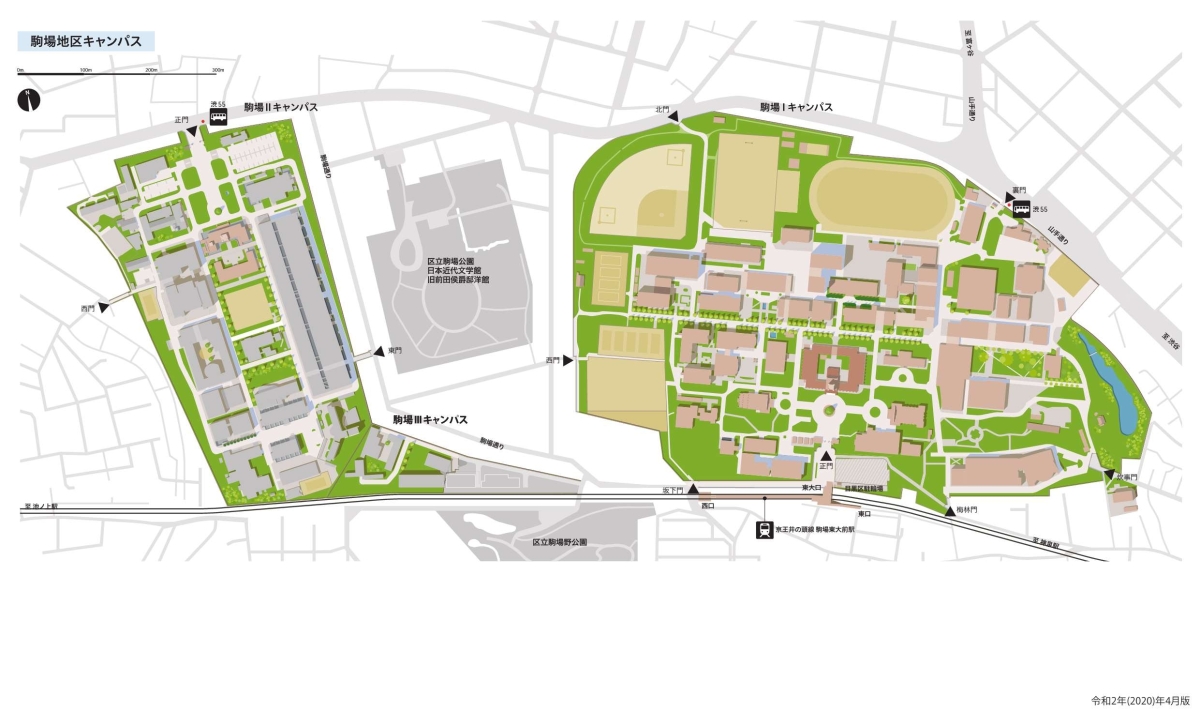 駒場地区キャンパス
0m 100m 200m 300m
N
渋55
駒場Ⅱキャンパス
正門
駒場通り
西門
東門
区立駒場公園
日本近代文学館
旧前田侯爵邸洋館
駒場Ⅲキャンパス
駒場通り
至 池ノ上駅
北門
駒場Ⅰキャンパス
至 富ヶ谷
山手通り
裏門
渋55
山手通り
至 渋谷
西門
正門
坂下門
東大口
目黒区駐輪場
西口
東口
京王井の頭線 駒場東大前駅
梅林門
炊事門
至 神泉駅
区立駒場野公園
令和2年(2020)年4月版